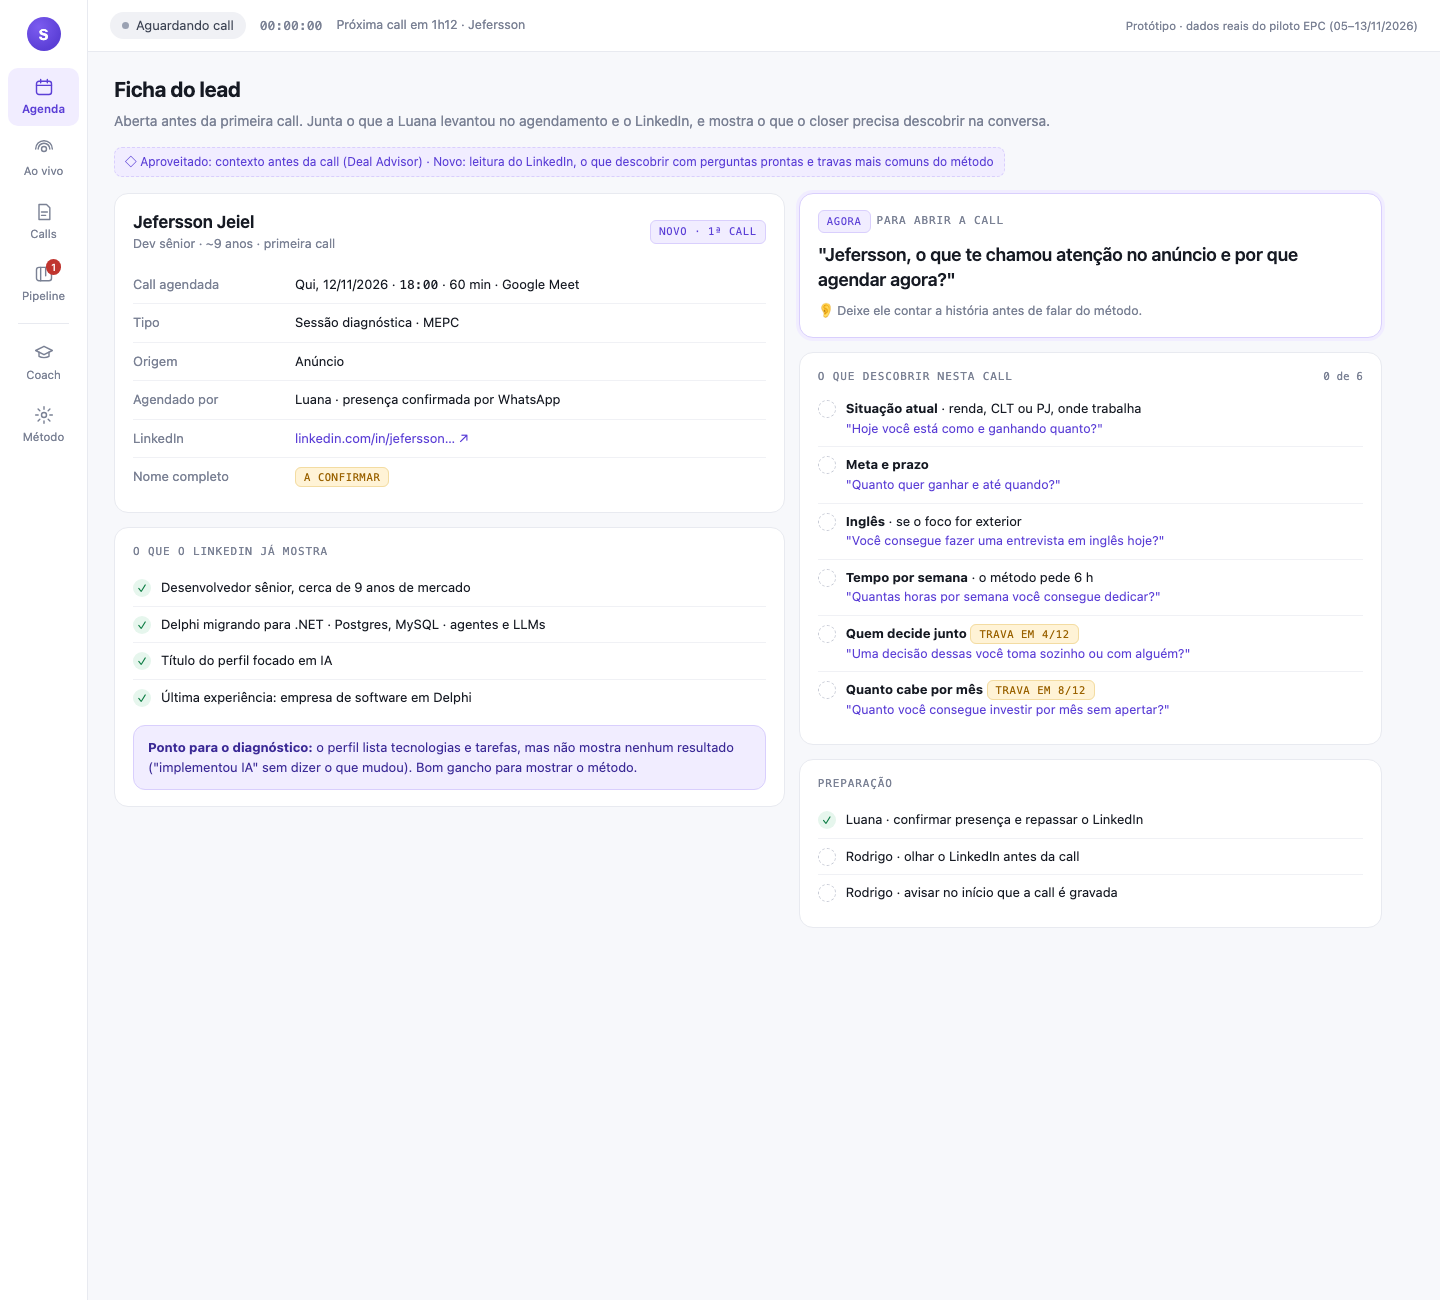 S
Agenda
Ao vivo
Calls
1
Pipeline
Coach
Método
Aguardando call
00:00:00
Próxima call em 1h12 · Jefersson
Protótipo · dados reais do piloto EPC (05–13/11/2026)
Ficha do lead
Aberta antes da primeira call. Junta o que a Luana levantou no agendamento e o LinkedIn, e mostra o que o closer precisa descobrir na conversa.
◇ Aproveitado: contexto antes da call (Deal Advisor) · Novo: leitura do LinkedIn, o que descobrir com perguntas prontas e travas mais comuns do método
Jefersson Jeiel
Dev sênior · ~9 anos · primeira call
NOVO · 1ª CALL
Call agendada Qui, 12/11/2026 · 18:00 · 60 min · Google Meet
Tipo Sessão diagnóstica · MEPC
Origem Anúncio
Agendado por Luana · presença confirmada por WhatsApp
LinkedIn linkedin.com/in/jefersson... ↗
Nome completo A CONFIRMAR
O QUE O LINKEDIN JÁ MOSTRA
Desenvolvedor sênior, cerca de 9 anos de mercado
Delphi migrando para .NET · Postgres, MySQL · agentes e LLMs
Título do perfil focado em IA
Última experiência: empresa de software em Delphi
Ponto para o diagnóstico: o perfil lista tecnologias e tarefas, mas não mostra nenhum resultado
("implementou IA" sem dizer o que mudou). Bom gancho para mostrar o método.
AGORA PARA ABRIR A CALL
"Jefersson, o que te chamou atenção no anúncio e por que
agendar agora?"
👂 Deixe ele contar a história antes de falar do método.
O QUE DESCOBRIR NESTA CALL 0 de 6
Situação atual · renda, CLT ou PJ, onde trabalha
"Hoje você está como e ganhando quanto?"
Meta e prazo
"Quanto quer ganhar e até quando?"
Inglês · se o foco for exterior
"Você consegue fazer uma entrevista em inglês hoje?"
Tempo por semana · o método pede 6 h
"Quantas horas por semana você consegue dedicar?"
Quem decide junto TRAVA EM 4/12
"Uma decisão dessas você toma sozinho ou com alguém?"
Quanto cabe por mês TRAVA EM 8/12
"Quanto você consegue investir por mês sem apertar?"
PREPARAÇÃO
Luana · confirmar presença e repassar o LinkedIn
Rodrigo · olhar o LinkedIn antes da call
Rodrigo · avisar no início que a call é gravada